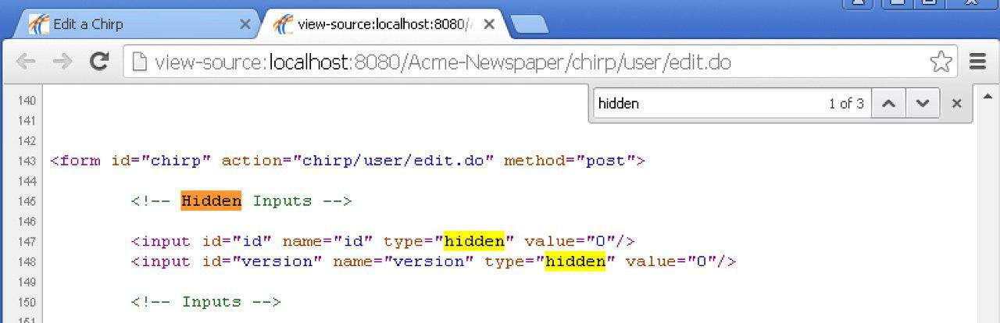 Edit a Chirp
view-source:localhost:8080/
view-source:localhost:8080/Acme-Newspaper/chirp/user/edit.do
hidden 1 of 3
140
141
142
143 <form id="chirp" action="chirp/user/edit.do" method="post">
144
145 <!-- Hidden Inputs -->
146
147 <input id="id" name="id" type="hidden" value="0"/>
148 <input id="version" name="version" type="hidden" value="0"/>
149
150 <!-- Inputs -->
151